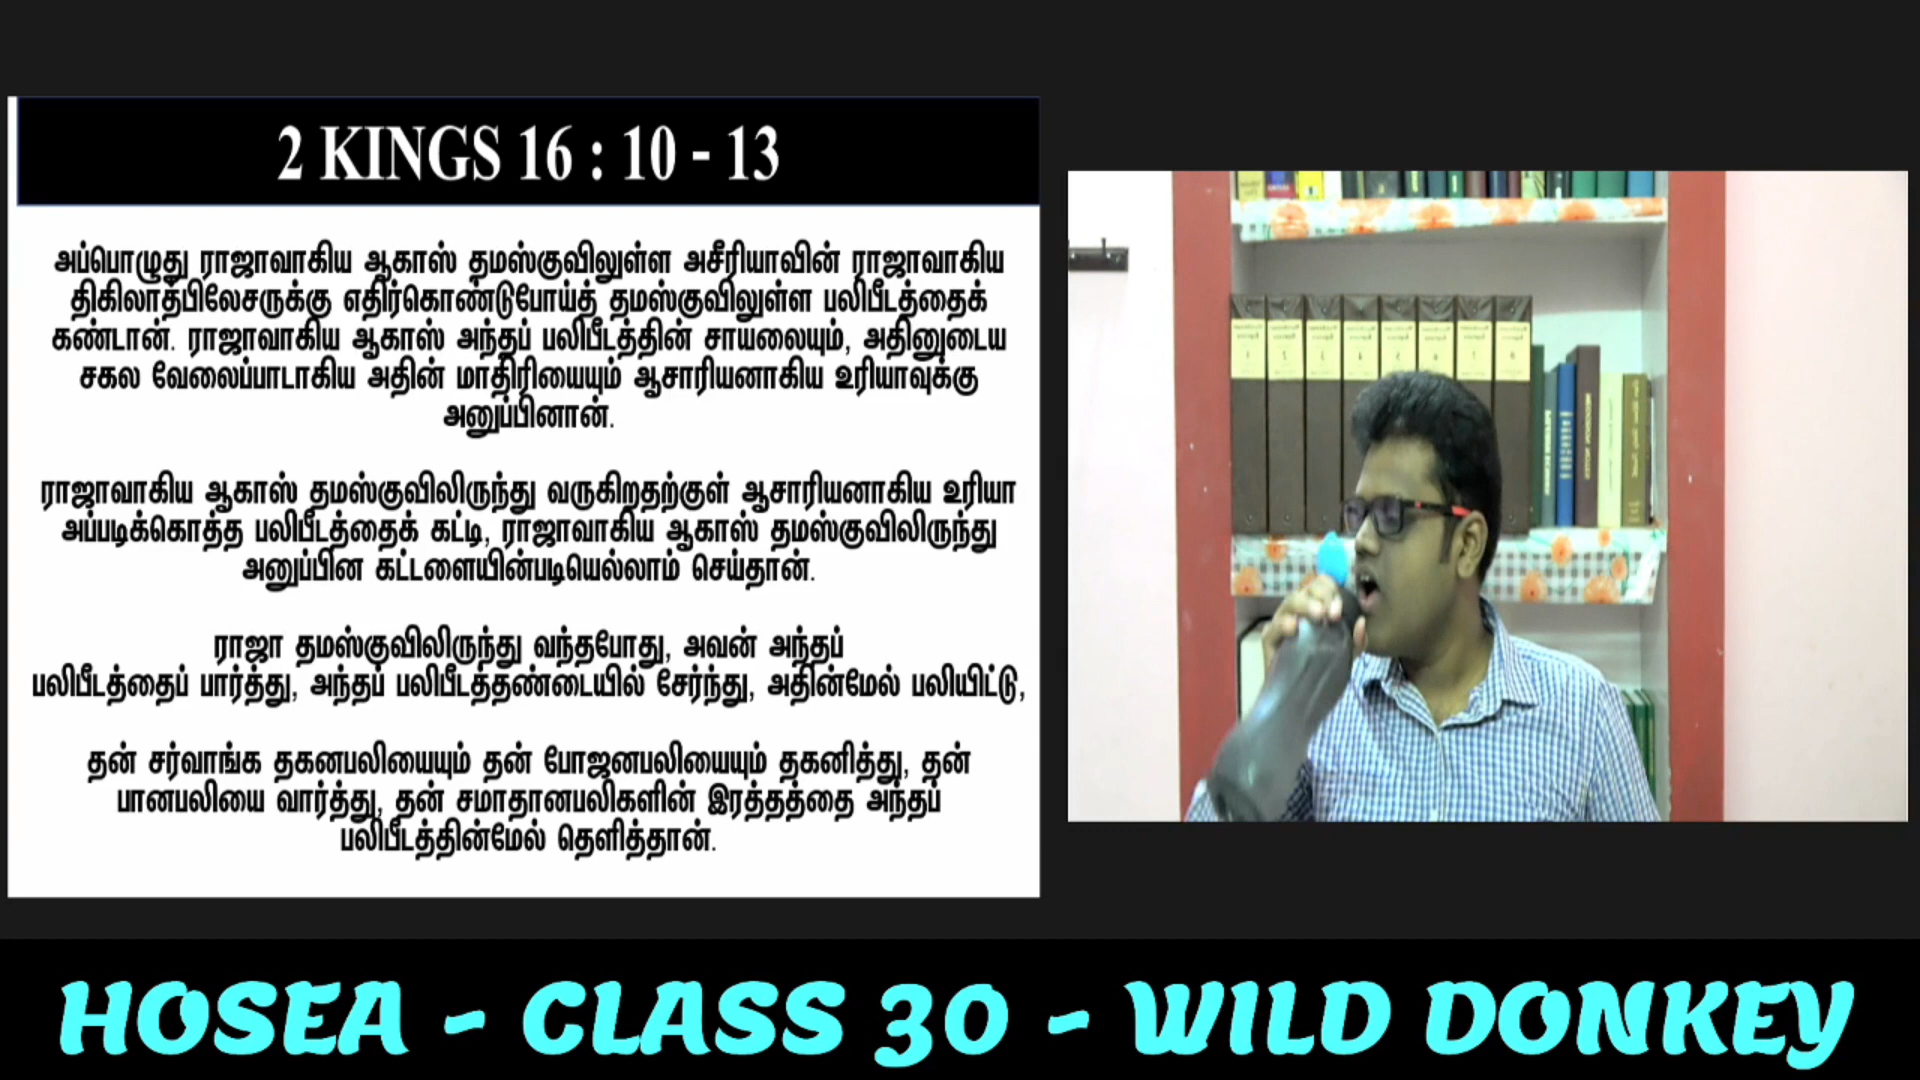 2 KINGS 16 : 10 - 13
அப்பொழுது ராஜாவாகிய ஆகாஸ் தமஸ்குவிலுள்ள அசீரியாவின் ராஜாவாகிய
திகிலாத்பிலேசருக்கு எதிர்கொண்டுபோய்த் தமஸ்குவிலுள்ள பலிபீடத்தைக்
கண்டான். ராஜாவாகிய ஆகாஸ் அந்தப் பலிபீடத்தின் சாயலையும், அதினுடைய
சகல வேலைப்பாடாகிய அதின் மாதிரியையும் ஆசாரியனாகிய உரியாவுக்கு
அனுப்பினான்.
ராஜாவாகிய ஆகாஸ் தமஸ்குவிலிருந்து வருகிறதற்குள் ஆசாரியனாகிய உரியா
அப்படிக்கொத்த பலிபீடத்தைக் கட்டி, ராஜாவாகிய ஆகாஸ் தமஸ்குவிலிருந்து
அனுப்பின கட்டளையின்படியெல்லாம் செய்தான்.
ராஜா தமஸ்குவிலிருந்து வந்தபோது, அவன் அந்தப்
பலிபீடத்தைப் பார்த்து, அந்தப் பலிபீடத்தண்டையில் சேர்ந்து, அதின்மேல் பலியிட்டு,
தன் சர்வாங்க தகனபலியையும் தன் போஜனபலியையும் தகனித்து, தன்
பானபலியை வார்த்து, தன் சமாதானபலிகளின் இரத்தத்தை அந்தப்
பலிபீடத்தின்மேல் தெளித்தான்.
HOSEA - CLASS 30 - WILD DONKEY